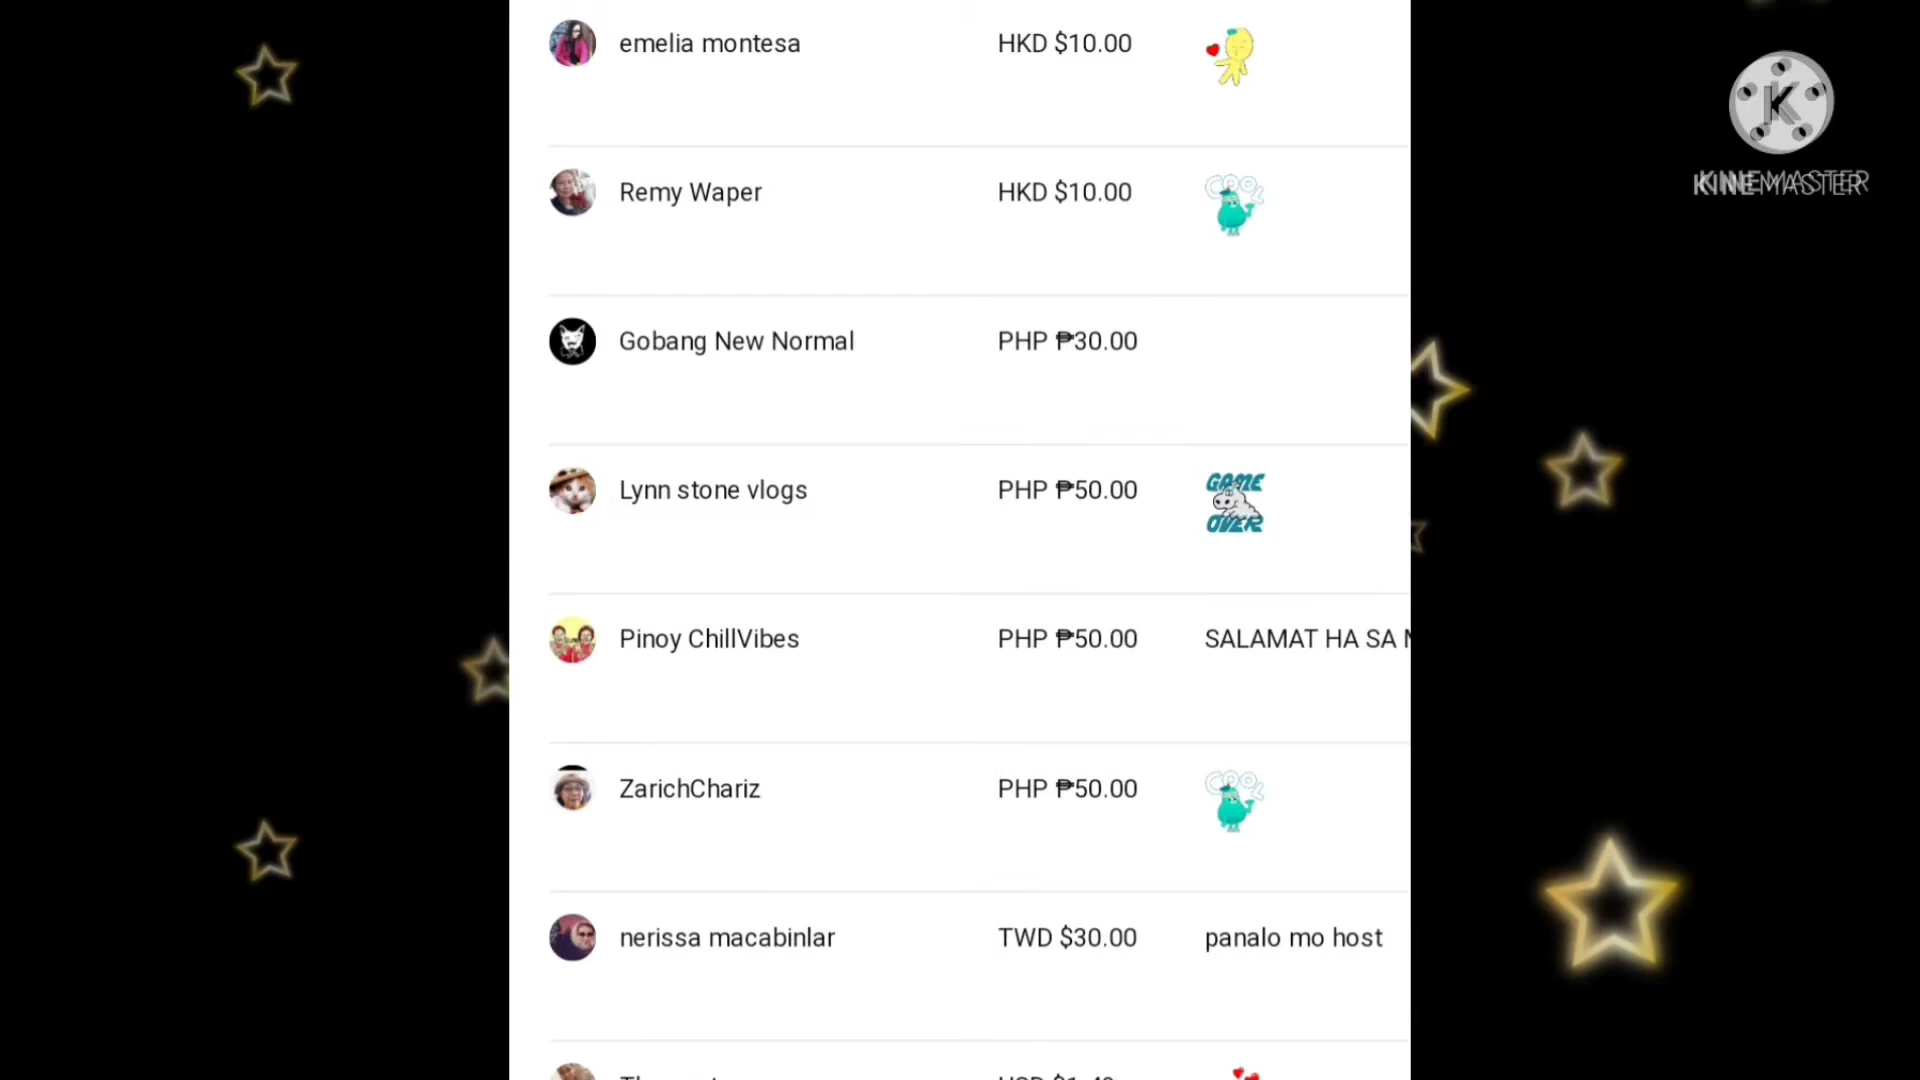 emelia montesa HKD $10.00
Remy Waper HKD $10.00
COOL
KINEMASTER
Gobang New Normal PHP ₱30.00
Lynn stone vlogs PHP ₱50.00
GAME
OVER
Pinoy ChillVibes PHP ₱50.00 SALAMAT HA SA
ZarichChariz PHP ₱50.00
COOL
nerissa macabinlar TWD $30.00 panalo mo host